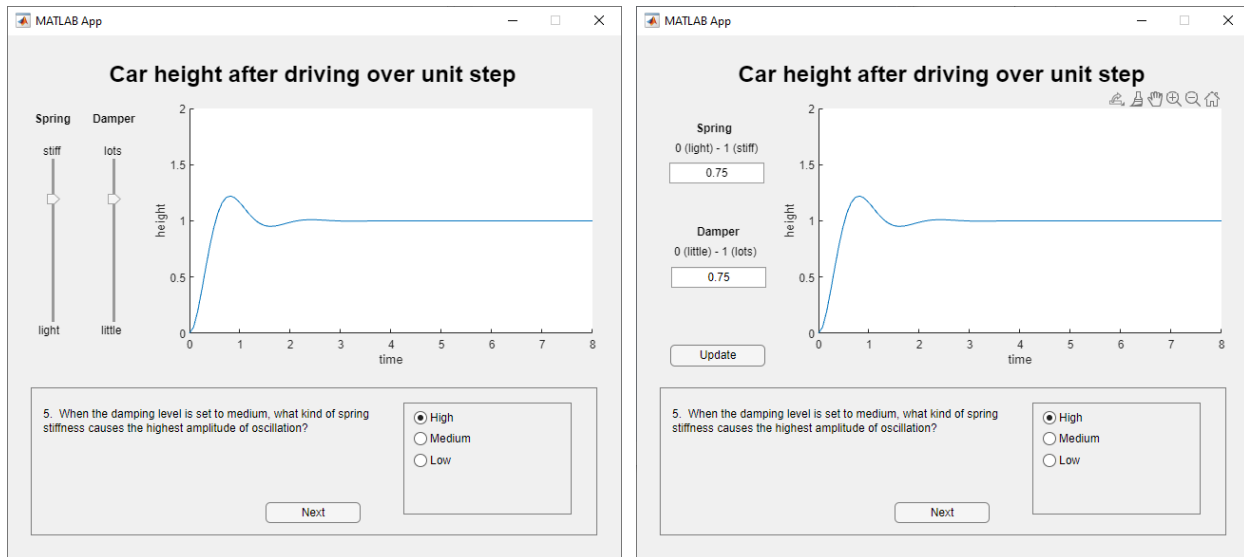 MATLAB App
Car height after driving over unit step
Spring Damper
stiff lots
light little
2
1.5
1
0.5
0
height
0 1 2 3 4 5 6 7 8
time
5. When the damping level is set to medium, what kind of spring
stiffness causes the highest amplitude of oscillation?
High
Medium
Low
Next
MATLAB App
Car height after driving over unit step
Spring
0 (light) - 1 (stiff)
0.75
Damper
0 (little) - 1 (lots)
0.75
Update
2
1.5
1
0.5
0
height
0 1 2 3 4 5 6 7 8
time
5. When the damping level is set to medium, what kind of spring
stiffness causes the highest amplitude of oscillation?
High
Medium
Low
Next